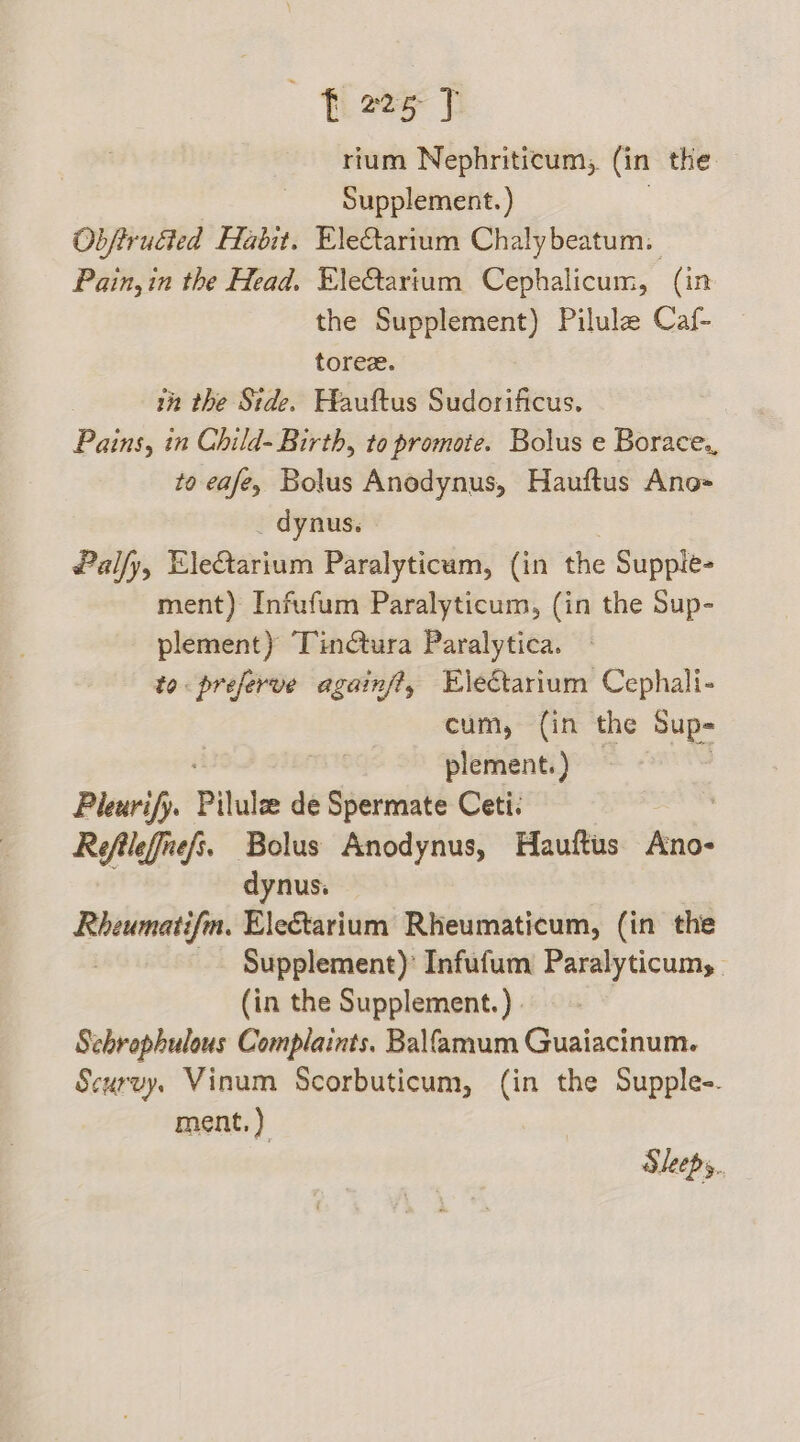 [ 225 ]
rium Nephriticum, (in the
Supplement.)
Obſtructed Habit. Electarium Chalybeatum.
Pain, in the Head. Electarium Cephalicum, (in
the Supplement) Pilulæ Caſ-
toreæ.
in the Side. Hauſtus Sudorificus.
Pains, in Child-Birth, to promote. Bolus e Borace,
to eaſe, Bolus Anodynus, Hauſtus Ano-
dynus.
Palſy, Electarium Paralyticum, (in the Supple-
ment) Infuſum Paralyticum, (in the Sup-
plement) Tinctura Paralytica.
to preſerve againſt, Electarium Cephali-
cum, (in the Sup-
plement.)
Pleuriſy. Pilulæ de Spermate Ceti.
Reſtleſſneſs. Bolus Anodynus, Hauſtus Ano-
dynus.
Rheumatiſm. Electarium Rheumaticum, (in the
Supplement) Infuſum Paralyticum,
(in the Supplement.)
Schrophulous Complaints. Balſamum Guaiacinum.
Scurvy. Vinum Scorbuticum, (in the Supple-
ment.)
Sleep,